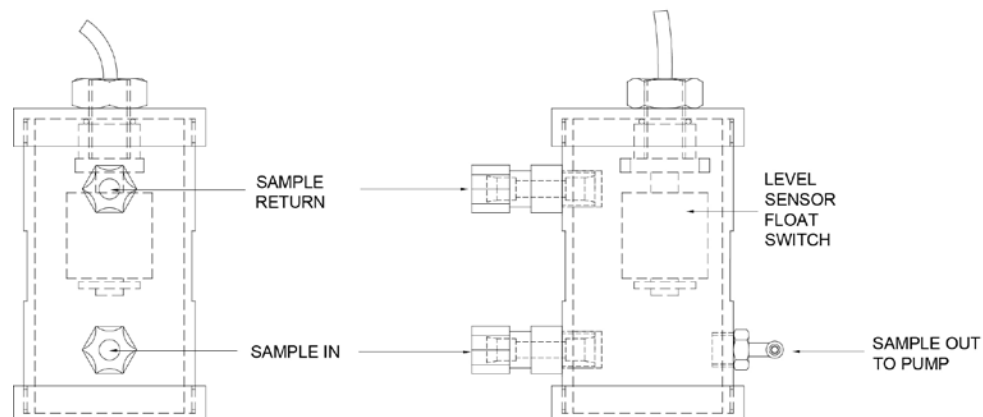 SAMPLE
RETURN
LEVEL
SENSOR
FLOAT
SWITCH
SAMPLE IN
SAMPLE OUT
TO PUMP